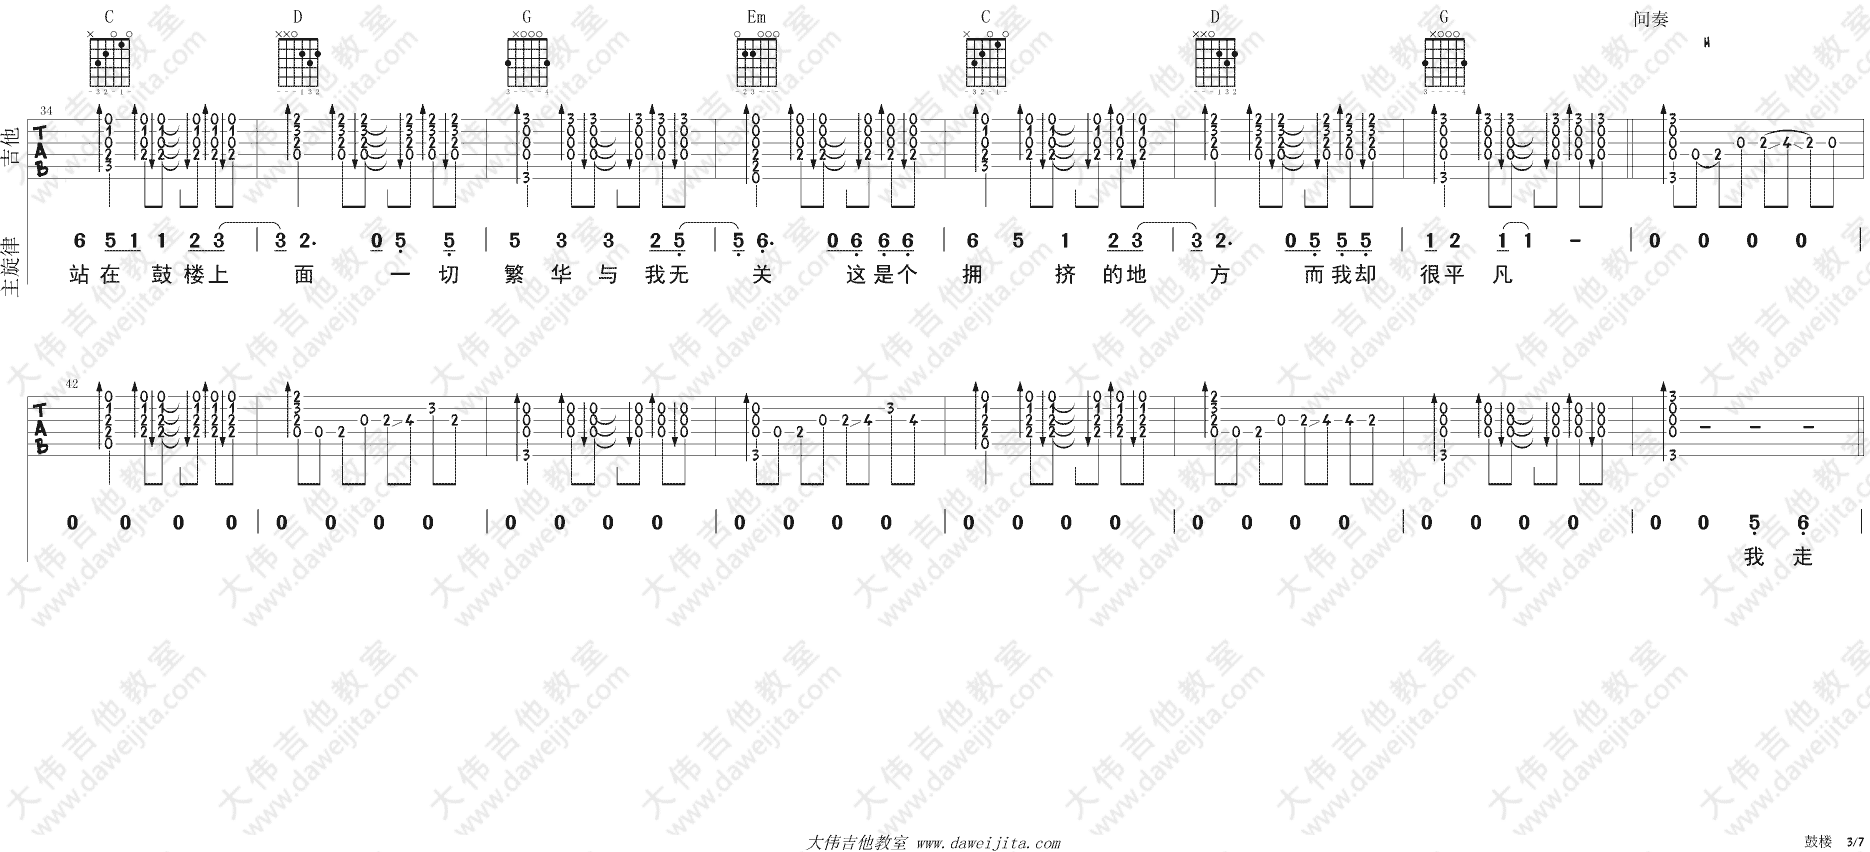 C D G Em C D G 间奏
H
34
吉他
TAB
主旋律
6 5 1 1 2 3 | 3 2. 0 5 5 | 5 3 3 2 5 | 5 6. 0 6 6 6 | 6 5 1 2 3 | 3 2. 0 5 5 5 | 1 2 1 1 - | 0 0 0 0 |
站在 鼓楼上 面 一 切 繁 华 与 我无 关 这是个 拥 挤 的地 方 而我却 很平 凡
42
TAB
0 0 0 0 | 0 0 0 0 | 0 0 0 0 | 0 0 0 0 | 0 0 0 0 | 0 0 0 0 | 0 0 0 0 | 0 0 5 6 |
我 走
大伟吉他教室 www.daweijita.com
鼓楼 3/7